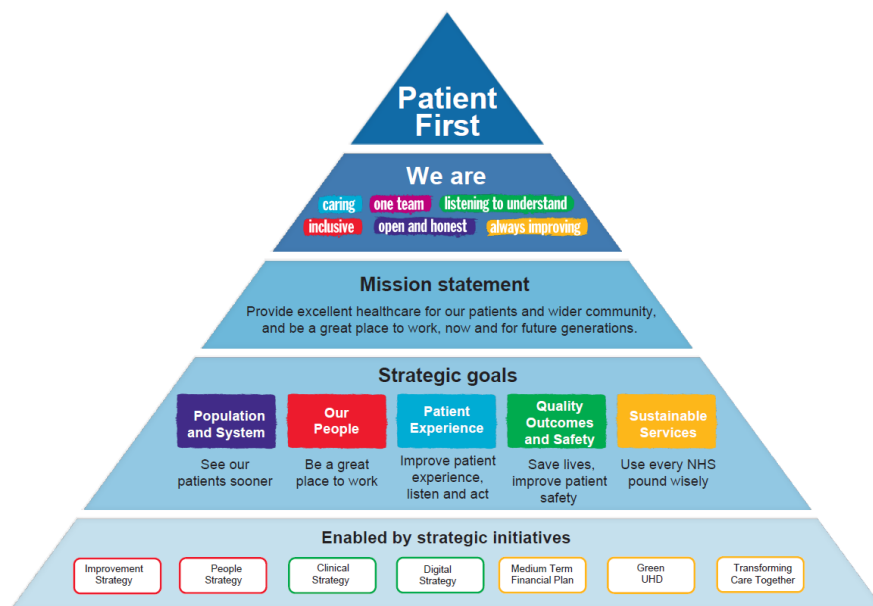 Patient
First
We are
caring one team listening to understand
inclusive open and honest always improving
Mission statement
Provide excellent healthcare for our patients and wider community,
and be a great place to work, now and for future generations.
Strategic goals
Population
and System
Our
People
Patient
Experience
Quality
Outcomes
and Safety
Sustainable
Services
See our
patients sooner
Be a great
place to work
Improve patient
experience,
listen and act
Save lives,
improve patient
safety
Use every NHS
pound wisely
Enabled by strategic initiatives
Improvement
Strategy
People
Strategy
Clinical
Strategy
Digital
Strategy
Medium Term
Financial Plan
Green
UHD
Transforming
Care Together